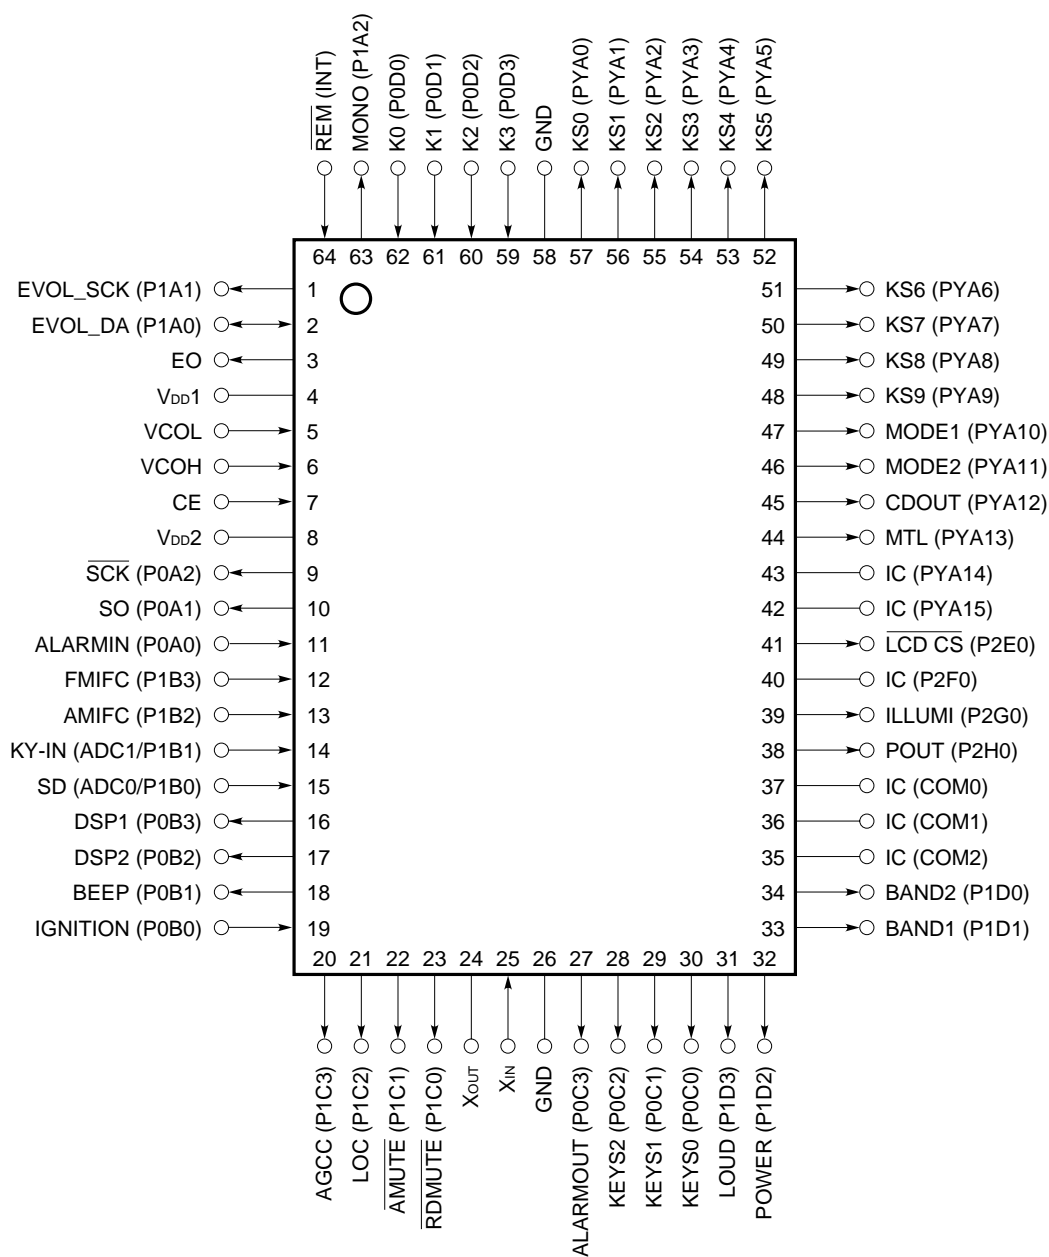 REM (INT)
MONO (P1A2)
K0 (P0D0)
K1 (P0D1)
K2 (P0D2)
K3 (P0D3)
GND
KS0 (PYA0)
KS1 (PYA1)
KS2 (PYA2)
KS3 (PYA3)
KS4 (PYA4)
KS5 (PYA5)
64 63 62 61 60 59 58 57 56 55 54 53 52
EVOL_SCK (P1A1) 1 51 KS6 (PYA6)
EVOL_DA (P1A0) 2 50 KS7 (PYA7)
EO 3 49 KS8 (PYA8)
VDD1 4 48 KS9 (PYA9)
VCOL 5 47 MODE1 (PYA10)
VCOH 6 46 MODE2 (PYA11)
CE 7 45 CDOUT (PYA12)
VDD2 8 44 MTL (PYA13)
SCK (P0A2) 9 43 IC (PYA14)
SO (P0A1) 10 42 IC (PYA15)
ALARMIN (P0A0) 11 41 LCD CS (P2E0)
FMIFC (P1B3) 12 40 IC (P2F0)
AMIFC (P1B2) 13 39 ILLUMI (P2G0)
KY-IN (ADC1/P1B1) 14 38 POUT (P2H0)
SD (ADC0/P1B0) 15 37 IC (COM0)
DSP1 (P0B3) 16 36 IC (COM1)
DSP2 (P0B2) 17 35 IC (COM2)
BEEP (P0B1) 18 34 BAND2 (P1D0)
IGNITION (P0B0) 19 33 BAND1 (P1D1)
20 21 22 23 24 25 26 27 28 29 30 31 32
AGCC (P1C3)
LOC (P1C2)
AMUTE (P1C1)
RDMUTE (P1C0)
XOUT
XIN
GND
ALARMOUT (P0C3)
KEYS2 (P0C2)
KEYS1 (P0C1)
KEYS0 (P0C0)
LOUD (P1D3)
POWER (P1D2)